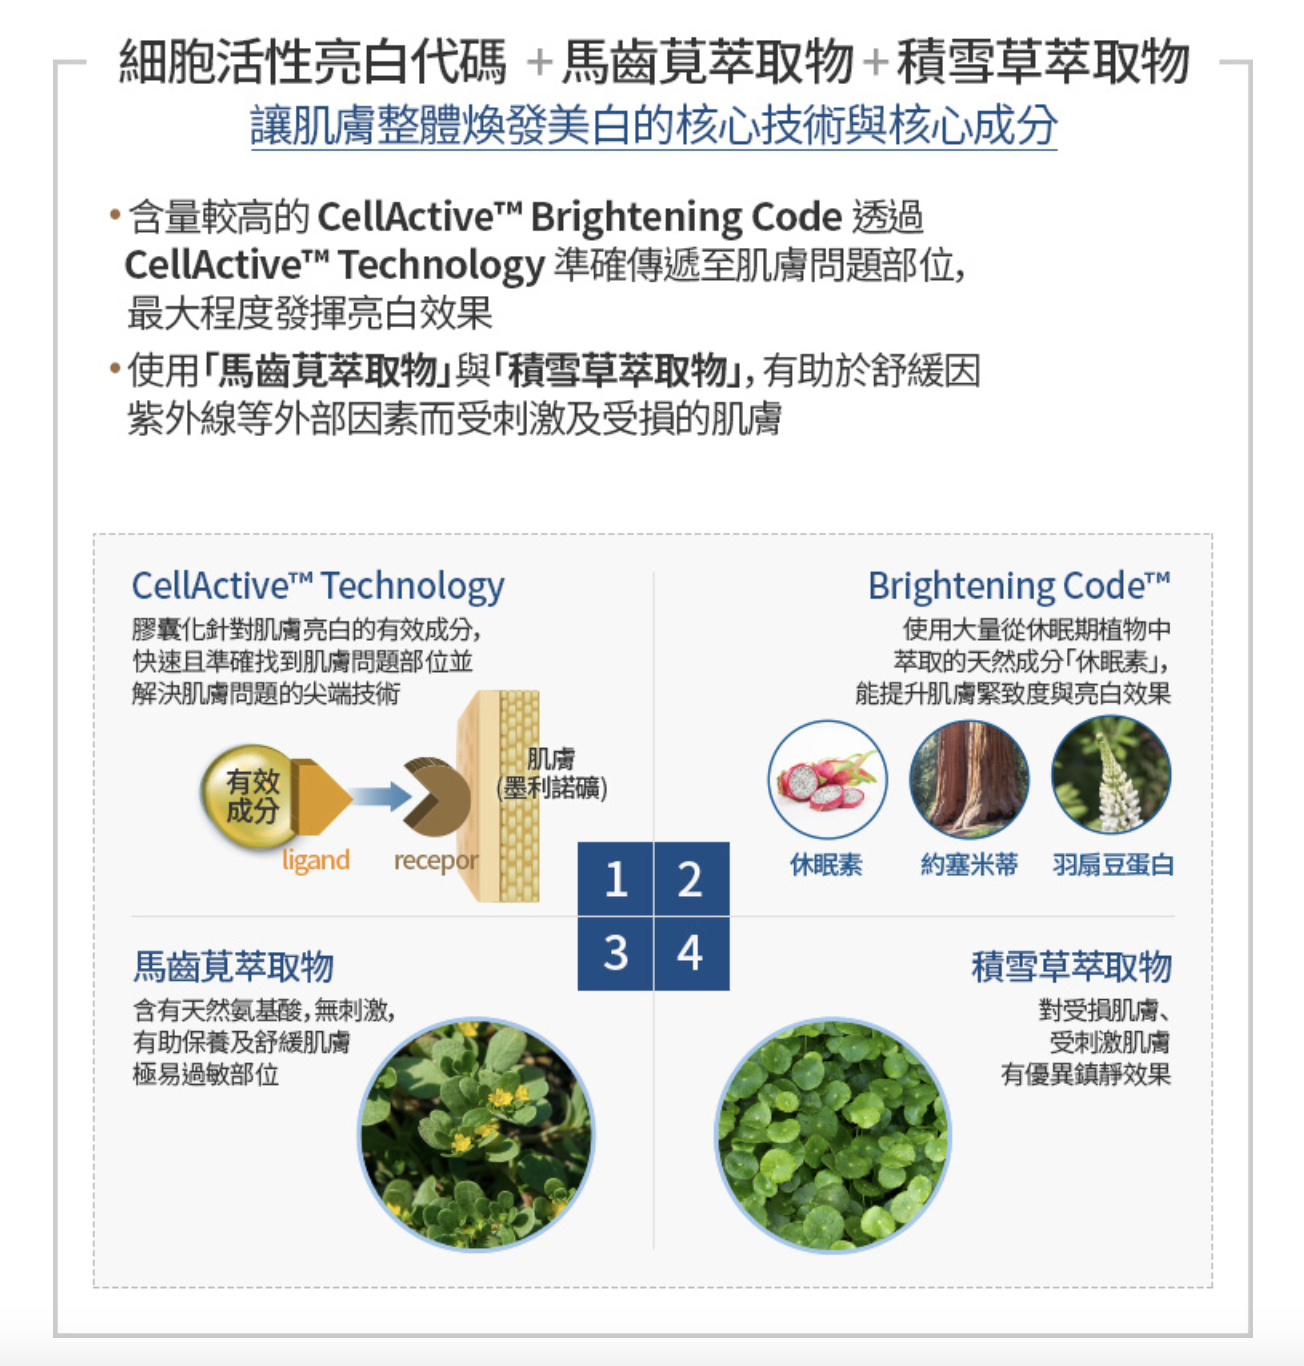 細胞活性亮白代碼 +馬齒莧萃取物+積雪草萃取物
讓肌膚整體煥發美白的核心技術與核心成分
•含量較高的 CellActive™ Brightening Code 透過
CellActive™ Technology 準確傳遞至肌膚問題部位,
最大程度發揮亮白效果
•使用「馬齒莧萃取物」與「積雪草萃取物」, 有助於舒緩因
紫外線等外部因素而受刺激及受損的肌膚
CellActive™ Technology
膠囊化針對肌膚亮白的有效成分,
快速且準確找到肌膚問題部位並
解決肌膚問題的尖端技術
有效
成分
ligand
recepor
肌膚
(墨利諾礦)
Brightening Code™
使用大量從休眠期植物中
萃取的天然成分「休眠素」,
能提升肌膚緊致度與亮白效果
休眠素
約塞米蒂
羽扇豆蛋白
1
2
3
4
馬齒莧萃取物
含有天然氨基酸, 無刺激,
有助保養及舒緩肌膚
極易過敏部位
積雪草萃取物
對受損肌膚、
受刺激肌膚
有優異鎮靜效果